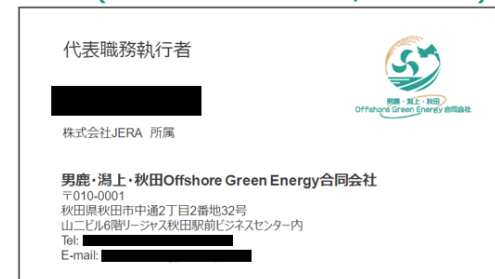 代表職務執行者
男鹿・潟上・秋田
Offshore Green Energy 合同会社
株式会社JERA 所属
男鹿・潟上・秋田Offshore Green Energy合同会社
〒010-0001
秋田県秋田市中通2丁目2番地32号
山二ビル6階リージャス秋田駅前ビジネスセンター内
Tel:
E-mail: